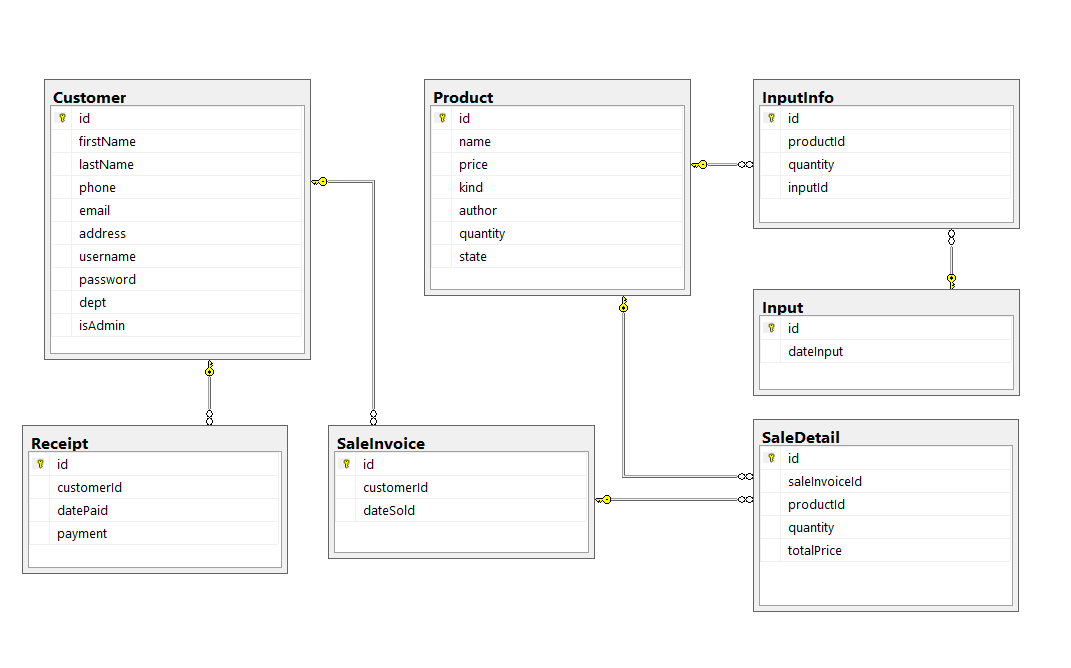 Customer
id
firstName
lastName
phone
email
address
username
password
dept
isAdmin
Product
id
name
price
kind
author
quantity
state
InputInfo
id
productId
quantity
inputId
Input
id
dateInput
Receipt
id
customerId
datePaid
payment
SaleInvoice
id
customerId
dateSold
SaleDetail
id
saleInvoiceId
productId
quantity
totalPrice